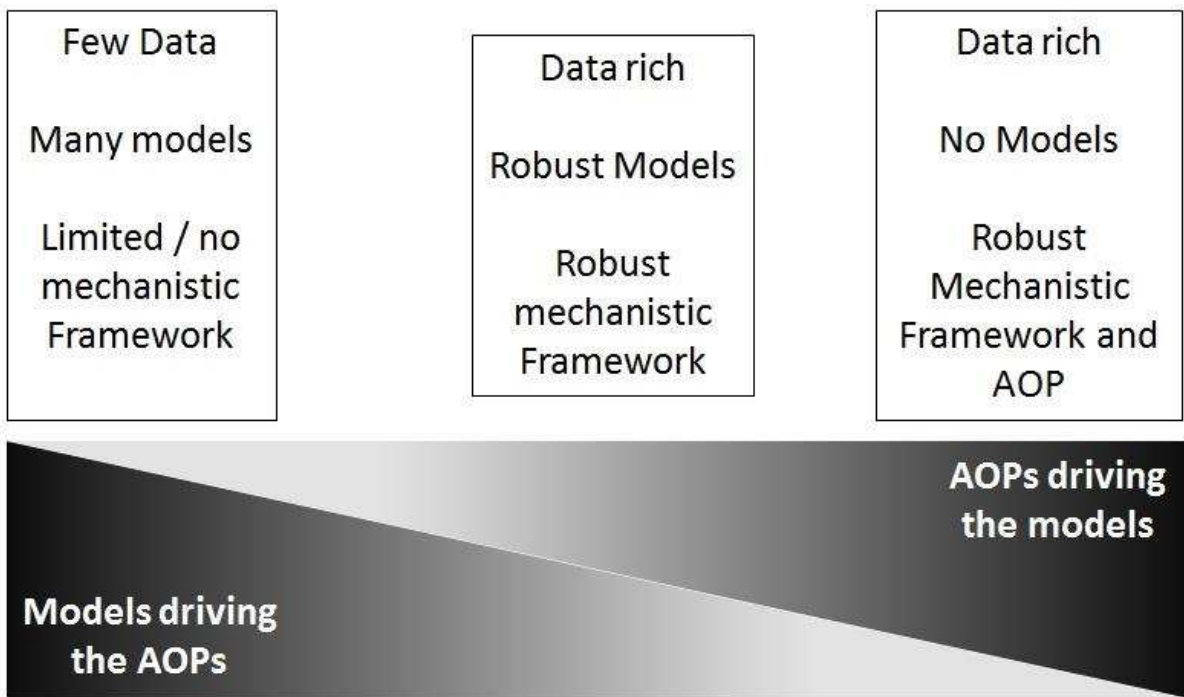 Few Data
Many models
Limited / no
mechanistic
Framework
Data rich
Robust Models
Robust
mechanistic
Framework
Data rich
No Models
Robust
Mechanistic
Framework and
AOP
AOPs driving
the models
Models driving
the AOPs